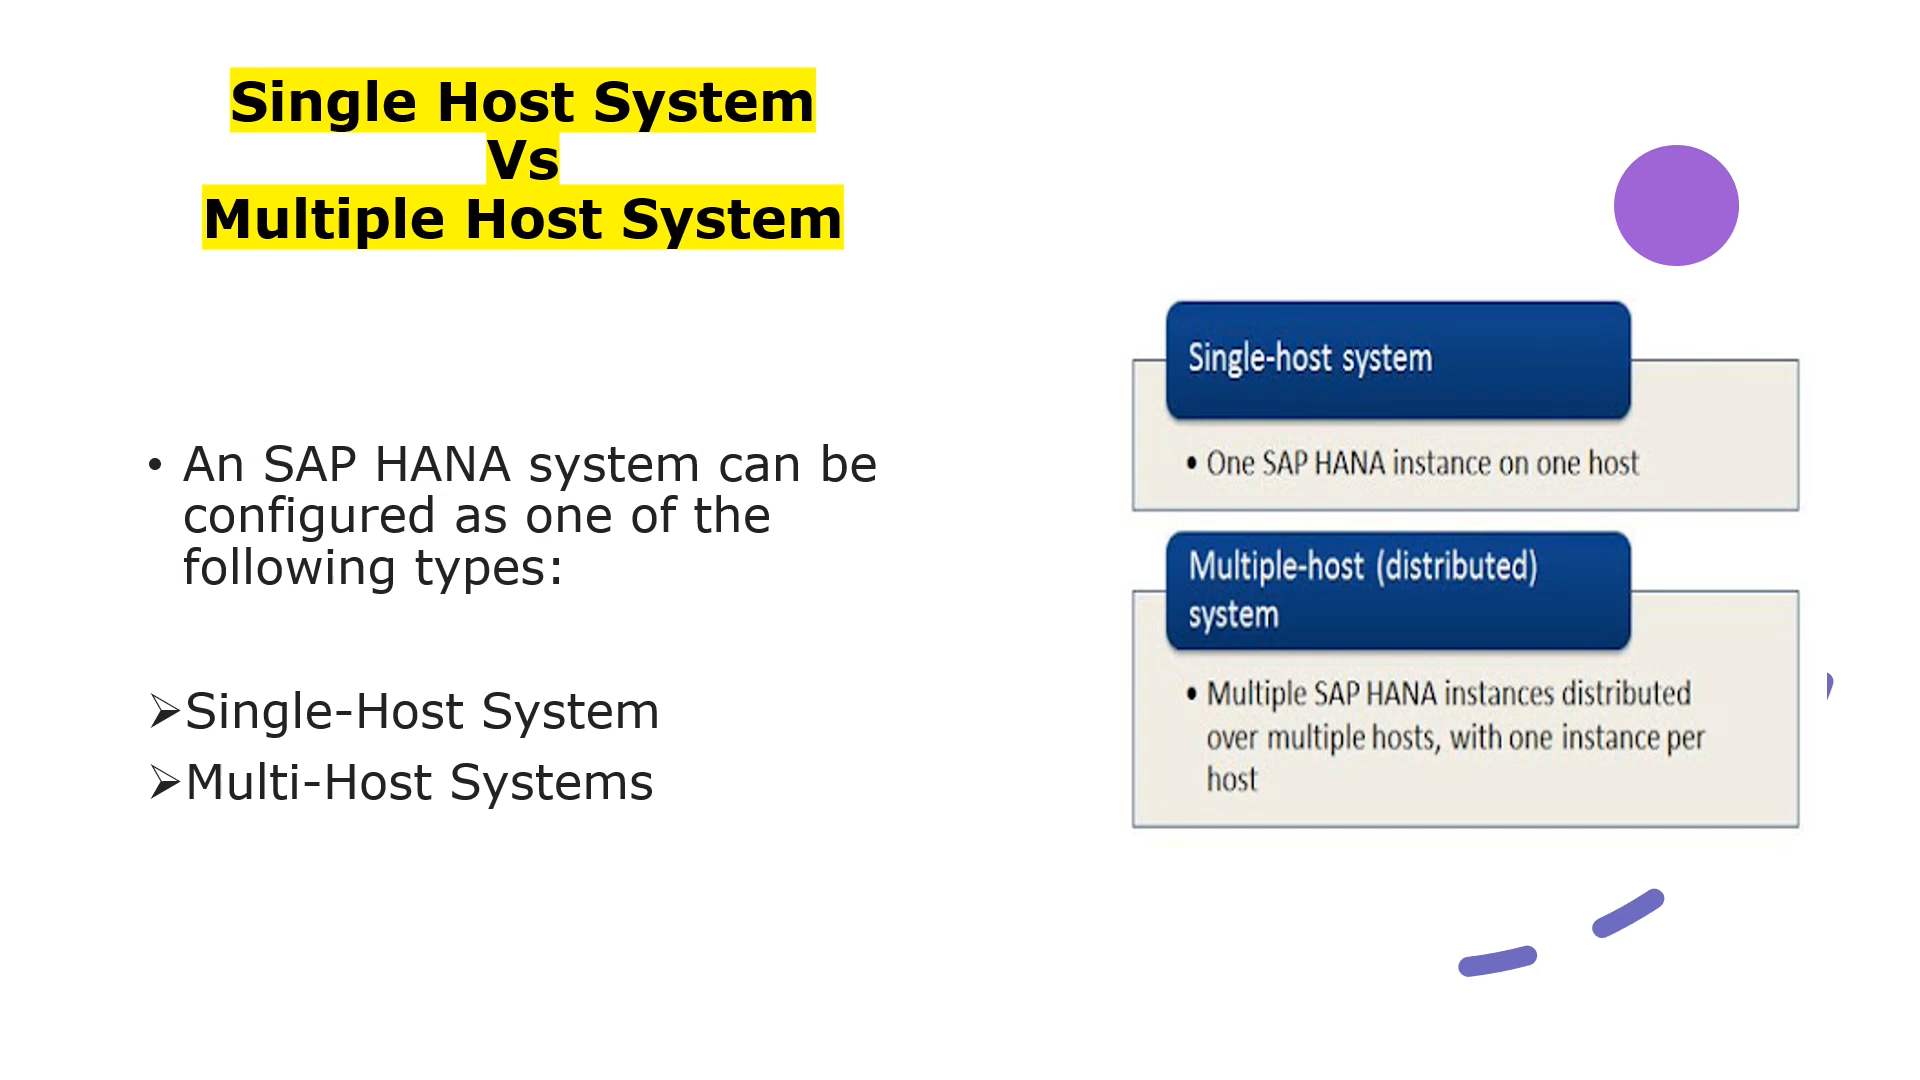 Single Host System
Vs
Multiple Host System
• An SAP HANA system can be
configured as one of the
following types:
➢Single-Host System
➢Multi-Host Systems
Single-host system
• One SAP HANA instance on one host
Multiple-host (distributed)
system
• Multiple SAP HANA instances distributed
over multiple hosts, with one instance per
host